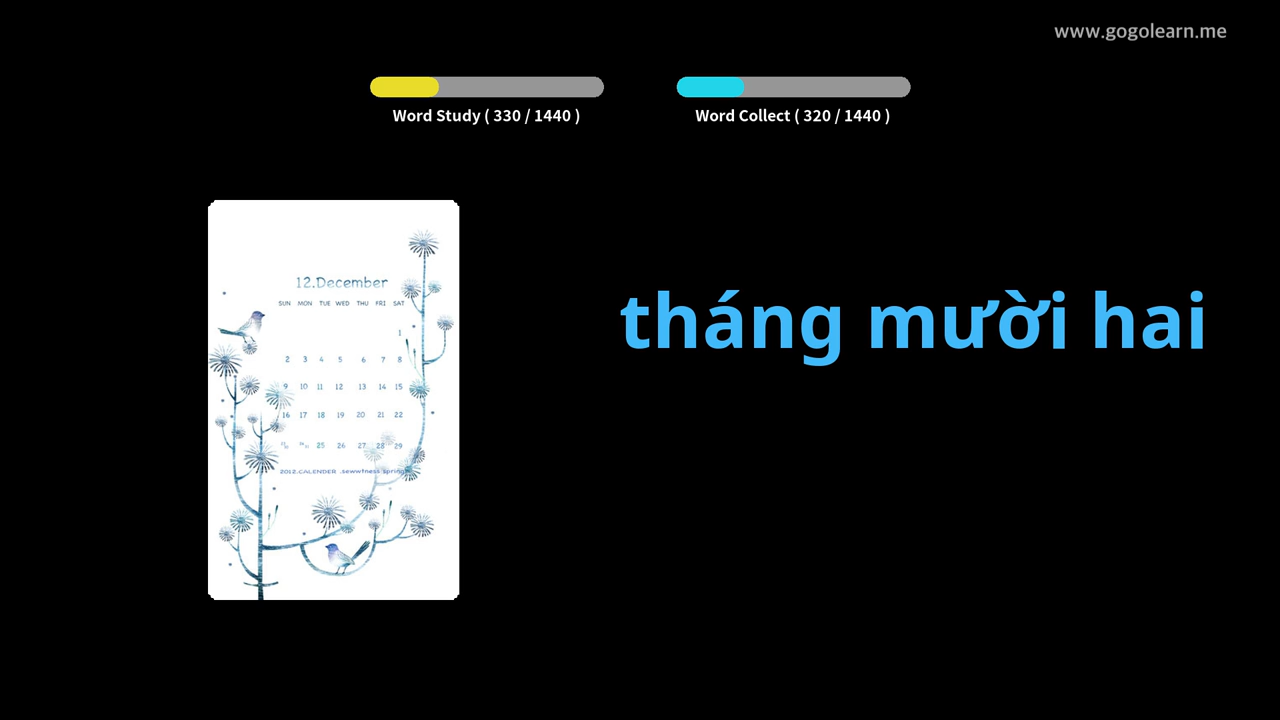 www.gogolearn.me
Word Study ( 330 / 1440 )
Word Collect ( 320 / 1440 )
12.December
SUN MON TUE WED THU FRI SAT
1
2 3 4 5 6 7 8
9 10 11 12 13 14 15
16 17 18 19 20 21 22
25 26 27 28 29
2012.CALENDER
tháng mười hai